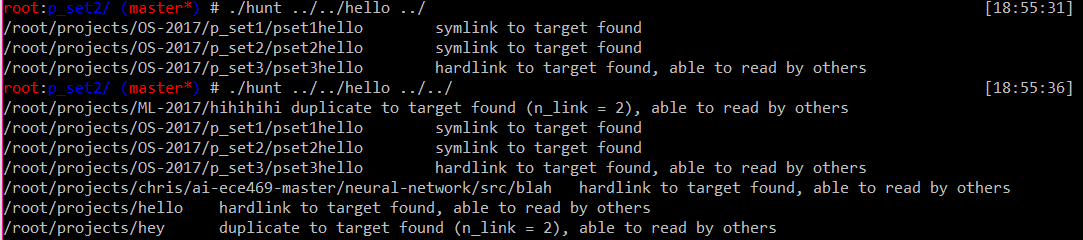 root:p_set2/ (master*) # ./hunt ../../hello ../ [18:55:31]
/root/projects/OS-2017/p_set1/pset1hello symlink to target found
/root/projects/OS-2017/p_set2/pset2hello symlink to target found
/root/projects/OS-2017/p_set3/pset3hello hardlink to target found, able to read by others
root:p_set2/ (master*) # ./hunt ../../hello ../../ [18:55:36]
/root/projects/ML-2017/hihihihi duplicate to target found (n_link = 2), able to read by others
/root/projects/OS-2017/p_set1/pset1hello symlink to target found
/root/projects/OS-2017/p_set2/pset2hello symlink to target found
/root/projects/OS-2017/p_set3/pset3hello hardlink to target found, able to read by others
/root/projects/chris/ai-ece469-master/neural-network/src/blah hardlink to target found, able to read by others
/root/projects/hello hardlink to target found, able to read by others
/root/projects/hey duplicate to target found (n_link = 2), able to read by others